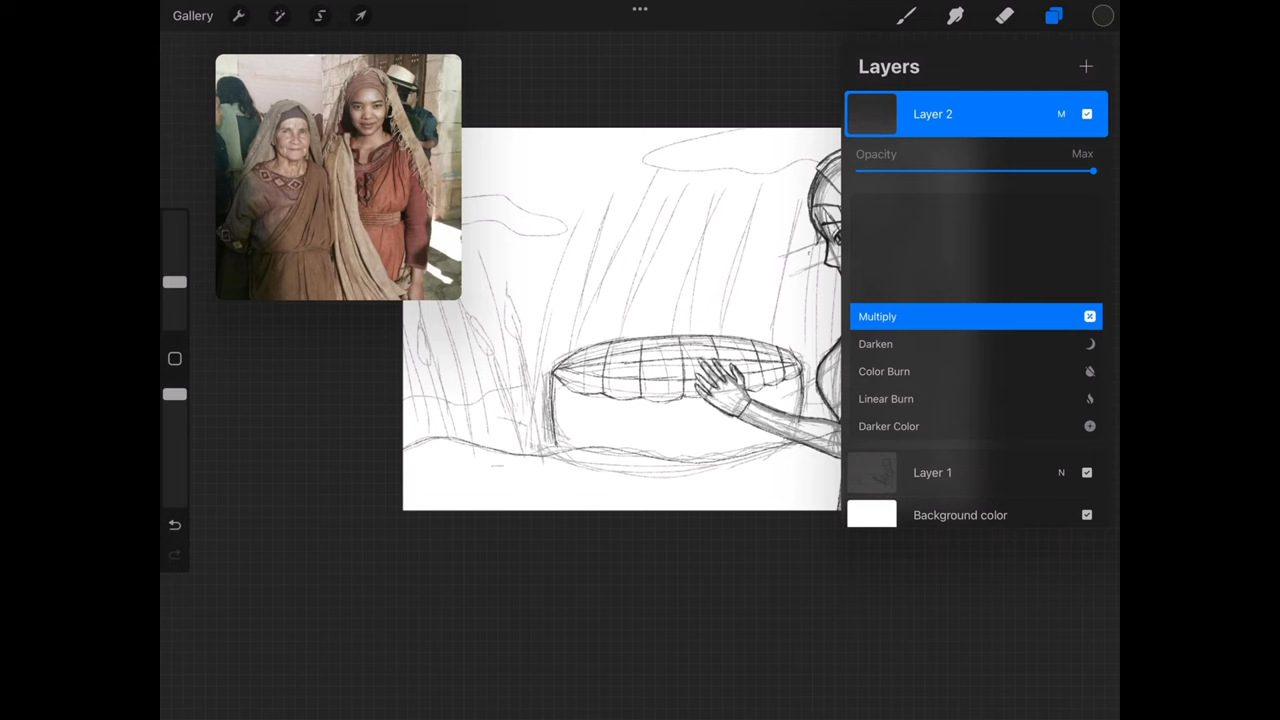 Gallery
Layers
Layer 2 M
Opacity Max
Multiply
Darken
Color Burn
Linear Burn
Darker Color
Layer 1 N
Background color